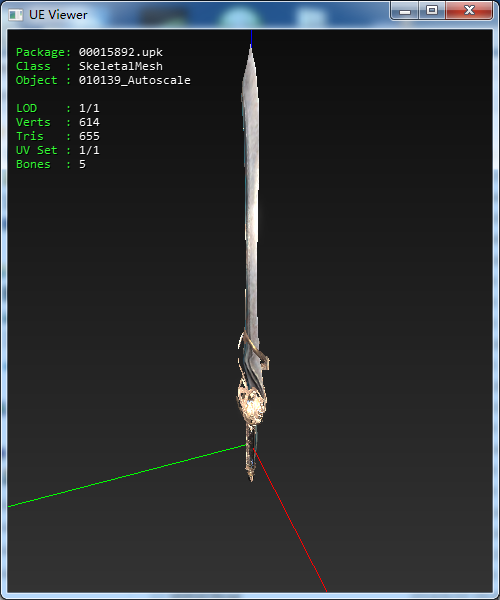 UE Viewer
Package: 00015892.upk
Class : SkeletalMesh
Object : 010139_Autoscale
LOD : 1/1
Verts : 614
Tris : 655
UV Set : 1/1
Bones : 5